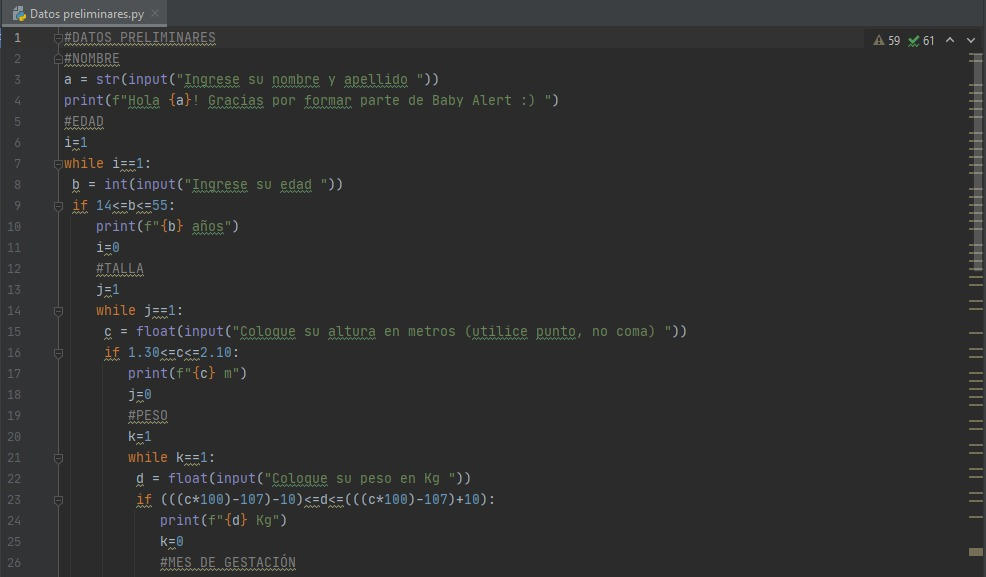 Datos preliminares.py
59 61
1 #DATOS PRELIMINARES
2 #NOMBRE
3 a = str(input("Ingrese su nombre y apellido "))
4 print(f"Hola {a}! Gracias por formar parte de Baby Alert :) ")
5 #EDAD
6 i=1
7 while i==1:
8 b = int(input("Ingrese su edad "))
9 if 14<=b<=55:
10 print(f"{b} años")
11 i=0
12 #TALLA
13 j=1
14 while j==1:
15 c = float(input("Coloque su altura en metros (utilice punto, no coma) "))
16 if 1.30<=c<=2.10:
17 print(f"{c} m")
18 j=0
19 #PESO
20 k=1
21 while k==1:
22 d = float(input("Coloque su peso en Kg "))
23 if (((c*100)-107)-10)<=d<=(((c*100)-107)+10):
24 print(f"{d} Kg")
25 k=0
26 #MES DE GESTACIÓN